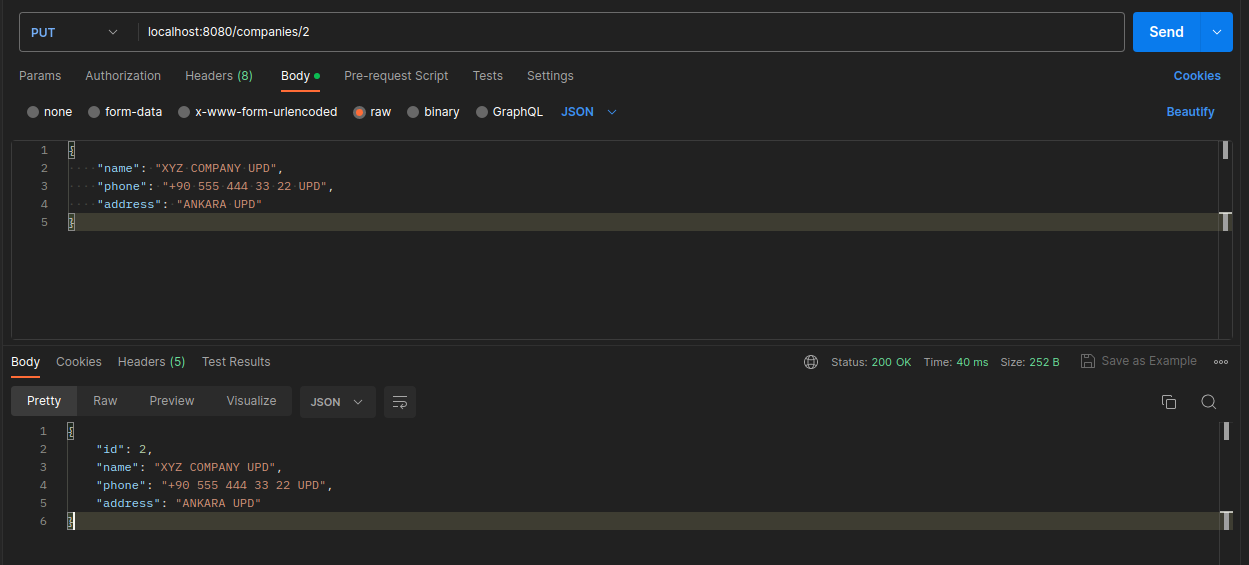 PUT localhost:8080/companies/2 Send
Params Authorization Headers (8) Body Pre-request Script Tests Settings Cookies
none form-data x-www-form-urlencoded raw binary GraphQL JSON Beautify
1 {
2 "name": "XYZ COMPANY UPD",
3 "phone": "+90 555 444 33 22 UPD",
4 "address": "ANKARA UPD"
5 }
Body Cookies Headers (5) Test Results Status: 200 OK Time: 40 ms Size: 252 B Save as Example
Pretty Raw Preview Visualize JSON
1 {
2 "id": 2,
3 "name": "XYZ COMPANY UPD",
4 "phone": "+90 555 444 33 22 UPD",
5 "address": "ANKARA UPD"
6 }